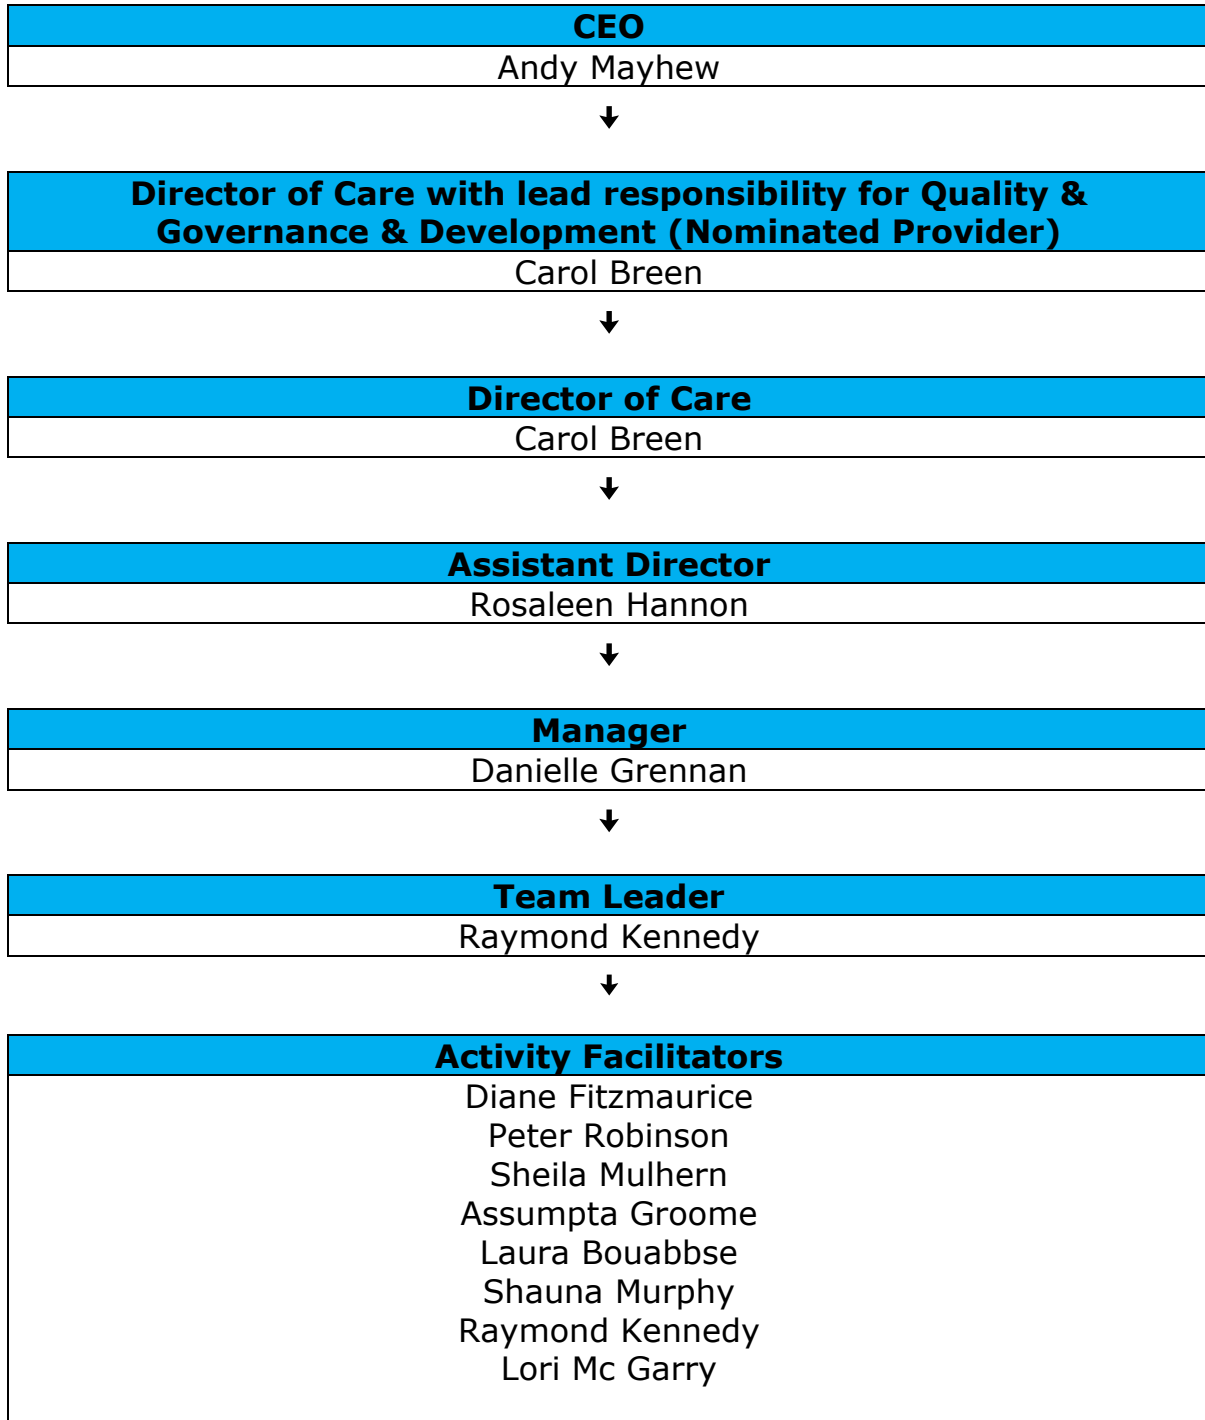 CEO
Andy Mayhew
Director of Care with lead responsibility for Quality &
Governance & Development (Nominated Provider)
Carol Breen
Director of Care
Carol Breen
Assistant Director
Rosaleen Hannon
Manager
Danielle Grennan
Team Leader
Raymond Kennedy
Activity Facilitators
Diane Fitzmaurice
Peter Robinson
Sheila Mulhern
Assumpta Groome
Laura Bouabbse
Shauna Murphy
Raymond Kennedy
Lori Mc Garry